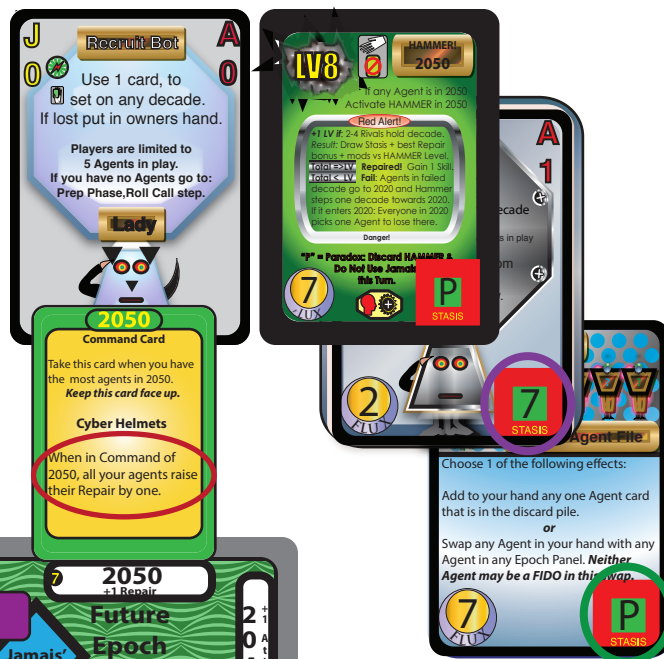 J
0
Recruit Bot
A
0
Use 1 card, to
set on any decade.
If lost put in owners hand.
Players are limited to
5 Agents in play.
If you have no Agents go to:
Prep Phase,Roll Call step.
Lady
2050
Command Card
Take this card when you have
the most agents in 2050.
Keep this card face up.
Cyber Helmets
When in Command of
2050, all your agents raise
their Repair by one.
7
2050
+1 Repair
Future
Epoch
Jamais'
2
0
+
1
A
t
LV8
0
HAMMER!
2050
If any Agent is in 2050
Activate HAMMER in 2050
Red Alert!
+1 LV if: 2-4 Rivals hold decade.
Result: Draw Stasis + best Repair
bonus + mods vs HAMMER Level.
Total =>LV Repaired! Gain 1 Skill.
Total < LV Fail: Agents in failed
decade go to 2020 and Hammer
steps one decade towards 2020.
If it enters 2020: Everyone in 2020
picks one Agent to lose there.
Danger!
"P" = Paradox: Discard HAMMER &
Do Not Use Jamais
this Turn.
7
FLUX
P
STASIS
A
1
ecade
s in play
om
2
FLUX
7
STASIS
Agent File
Choose 1 of the following effects:
Add to your hand any one Agent card
that is in the discard pile.
or
Swap any Agent in your hand with any
Agent in any Epoch Panel. Neither
Agent may be a FIDO in this swap.
7
FLUX
P
STASIS